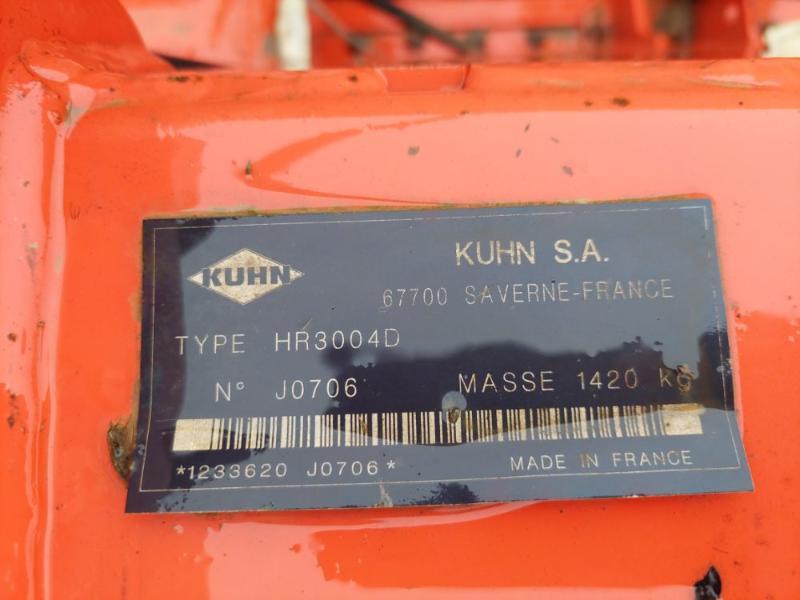 KUHN
KUHN S.A.
67700 SAVERNE-FRANCE
TYPE HR3004D
N° J0706 MASSE 1420 KG
*1233620 J0706*
MADE IN FRANCE